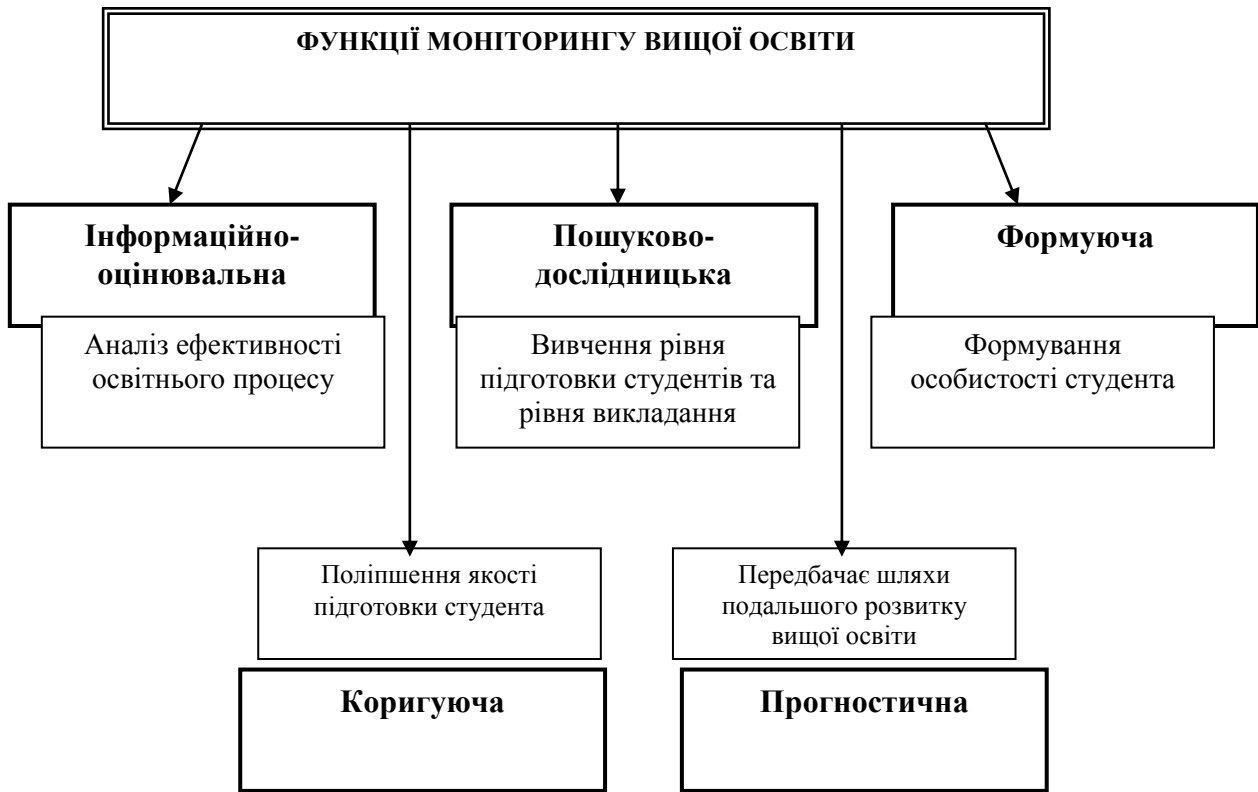 ФУНКЦІЇ МОНІТОРИНГУ ВИЩОЇ ОСВІТИ
Інформаційно-
оцінювальна
Аналіз ефективності
освітнього процесу
Пошуково-
дослідницька
Вивчення рівня
підготовки студентів та
рівня викладання
Формуюча
Формування
особистості студента
Поліпшення якості
підготовки студента
Коригуюча
Передбачає шляхи
подальшого розвитку
вищої освіти
Прогностична